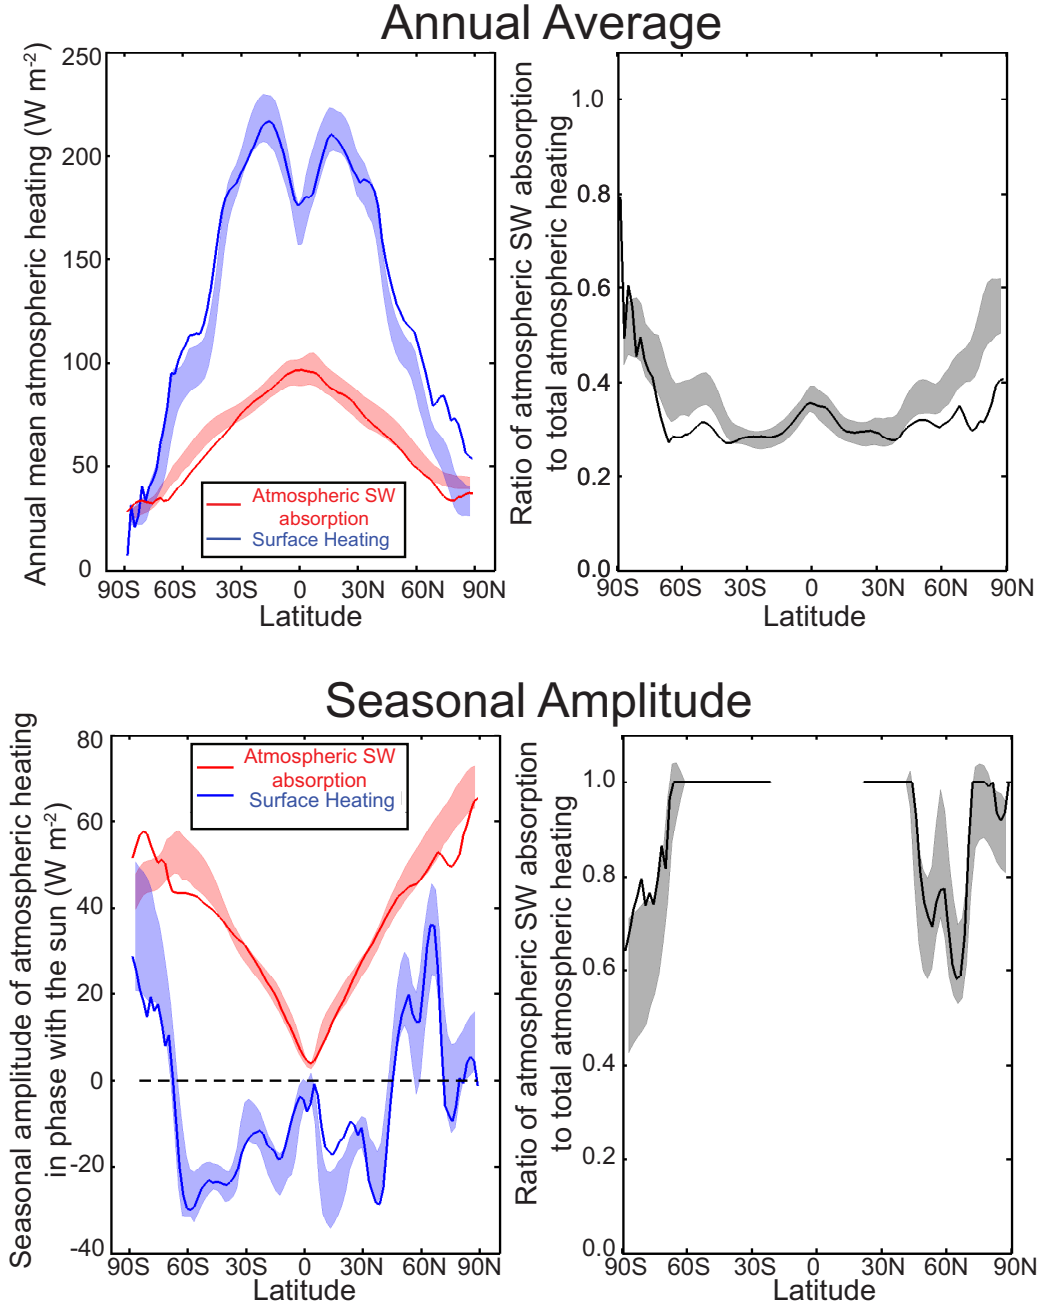 Annual Average
Annual mean atmospheric heating (W m-2)
250
200
150
100
50
0
Atmospheric SW
absorption
Surface Heating
90S 60S 30S 0 30N 60N 90N
Latitude
Ratio of atmospheric SW absorption
to total atmospheric heating
1.0
0.8
0.6
0.4
0.2
0.0
90S 60S 30S 0 30N 60N 90N
Latitude
Seasonal Amplitude
Seasonal amplitude of atmospheric heating
in phase with the sun (W m-2)
80
60
40
20
0
-20
-40
Atmospheric SW
absorption
Surface Heating
90S 60S 30S 0 30N 60N 90N
Latitude
Ratio of atmospheric SW absorption
to total atmospheric heating
1.0
0.8
0.6
0.4
0.2
0.0
90S 60S 30S 0 30N 60N 90N
Latitude